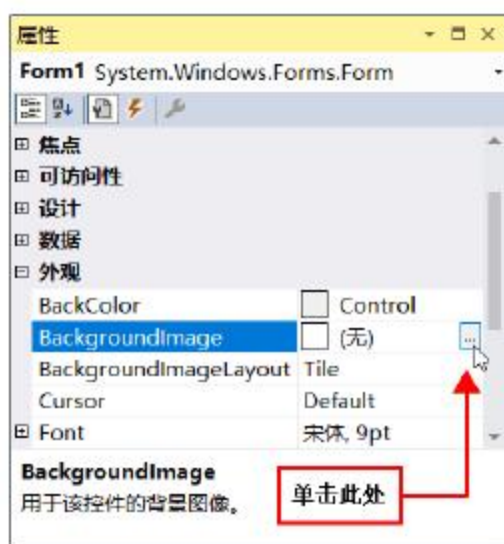 属性
Form1 System.Windows.Forms.Form
焦点
可访问性
设计
数据
外观
BackColor Control
BackgroundImage (无) ...
BackgroundImageLayout Tile
Cursor Default
Font 宋体, 9pt
BackgroundImage
用于该控件的背景图像。
单击此处